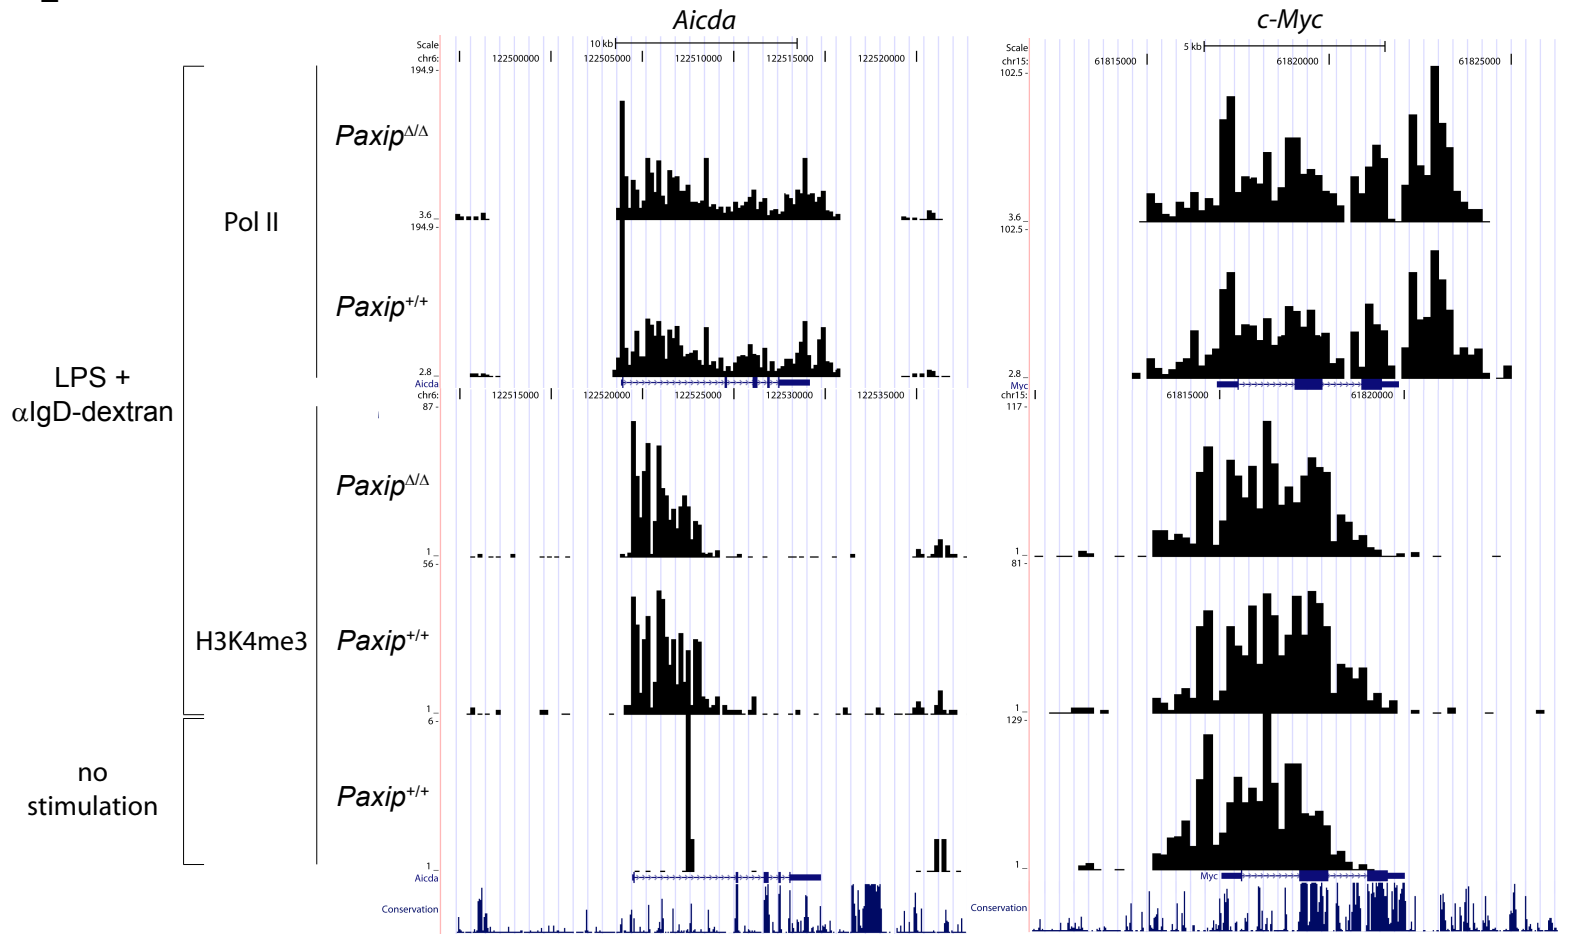 Aicda
c-Myc
Scale
10 kb
chr6:
122500000
122505000
122510000
122515000
122520000
194.9 -
Scale
5 kb
chr15:
61815000
61820000
61825000
102.5 -
Paxip Δ/Δ
3.6 _
3.6 _
Pol II
194.9 -
102.5 -
Paxip +/+
2.8 _
2.8 _
Aicda
Myc
LPS +
αIgD-dextran
chr6:
122515000
122520000
122525000
122530000
122535000
87 -
chr15:
61815000
61820000
117 -
Paxip Δ/Δ
1 _
1 _
56 -
81 -
H3K4me3
Paxip +/+
1 _
1 _
6 -
129 -
no
stimulation
Paxip +/+
1 _
1 _
Aicda
Myc
Conservation
Conservation